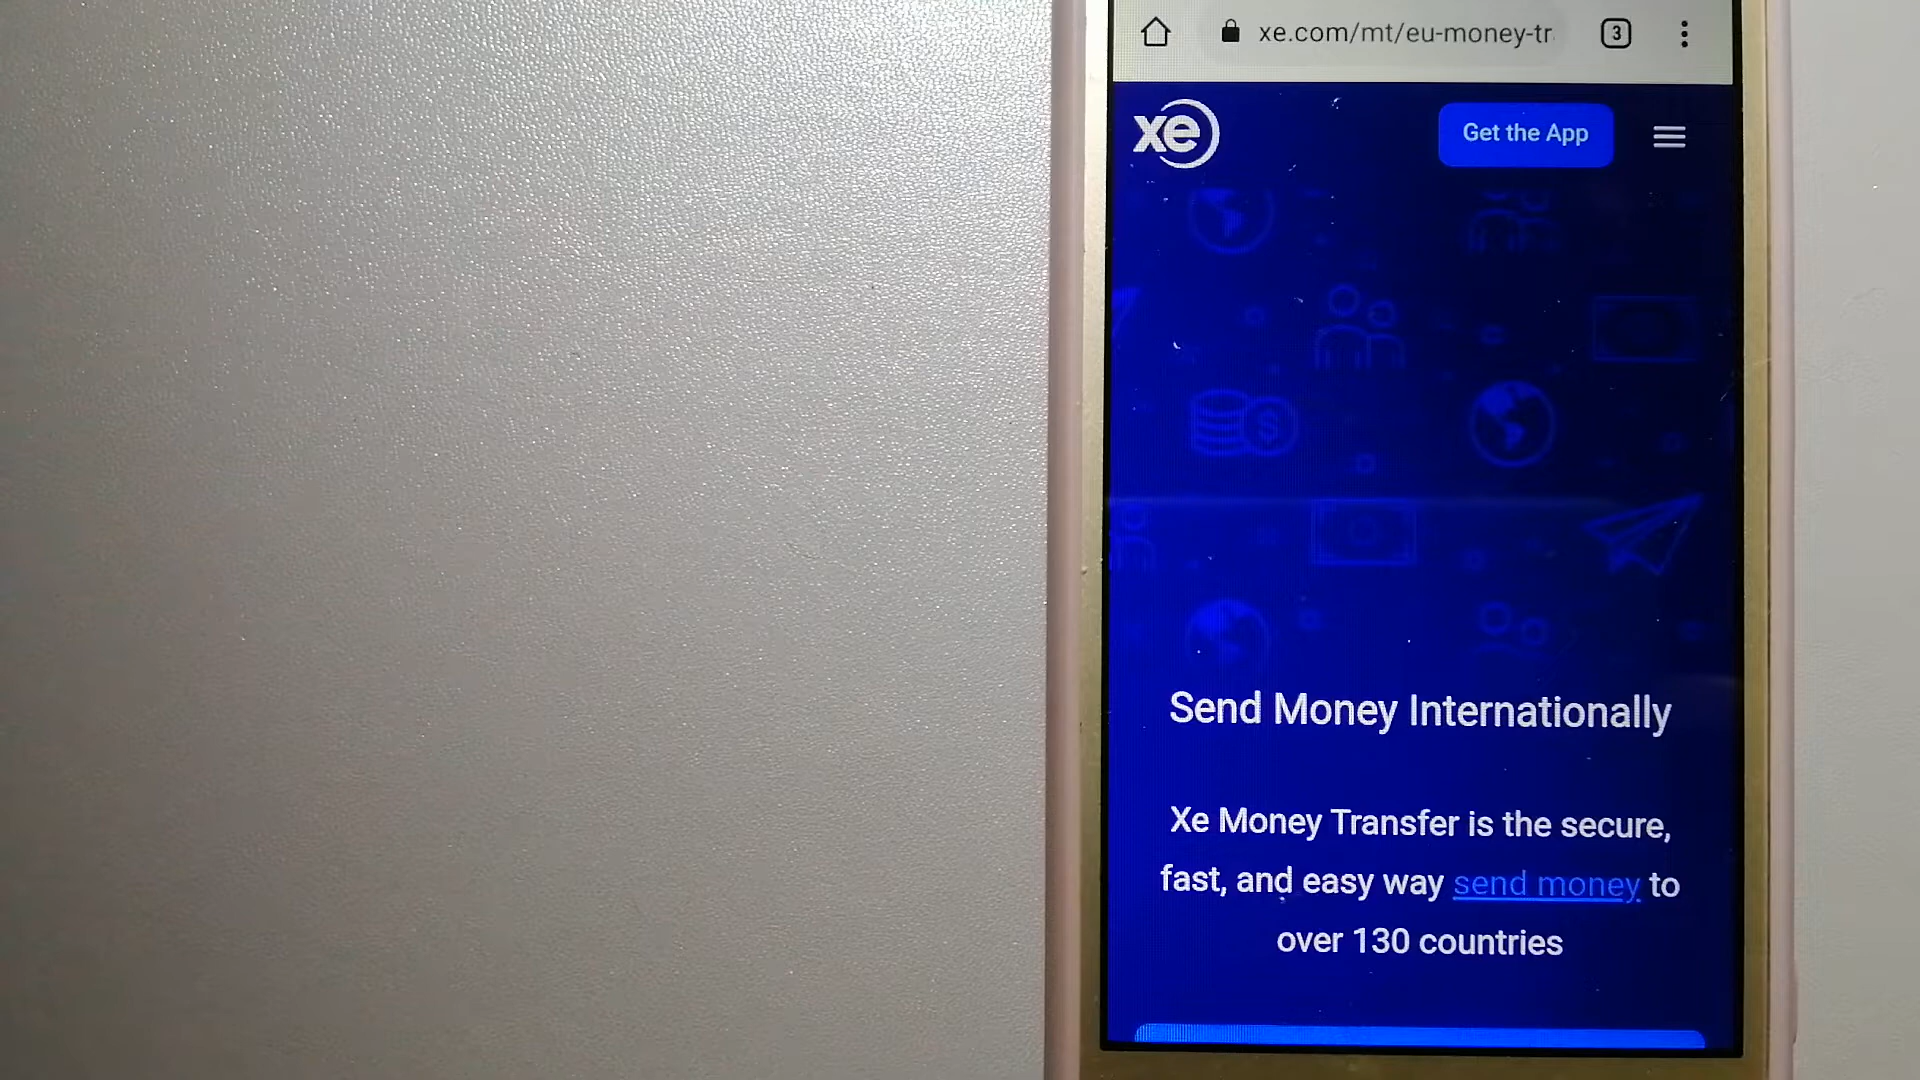 xe.com/mt/eu-money-tr
3
xe
Get the App
Send Money Internationally
Xe Money Transfer is the secure,
fast, and easy way send money to
over 130 countries